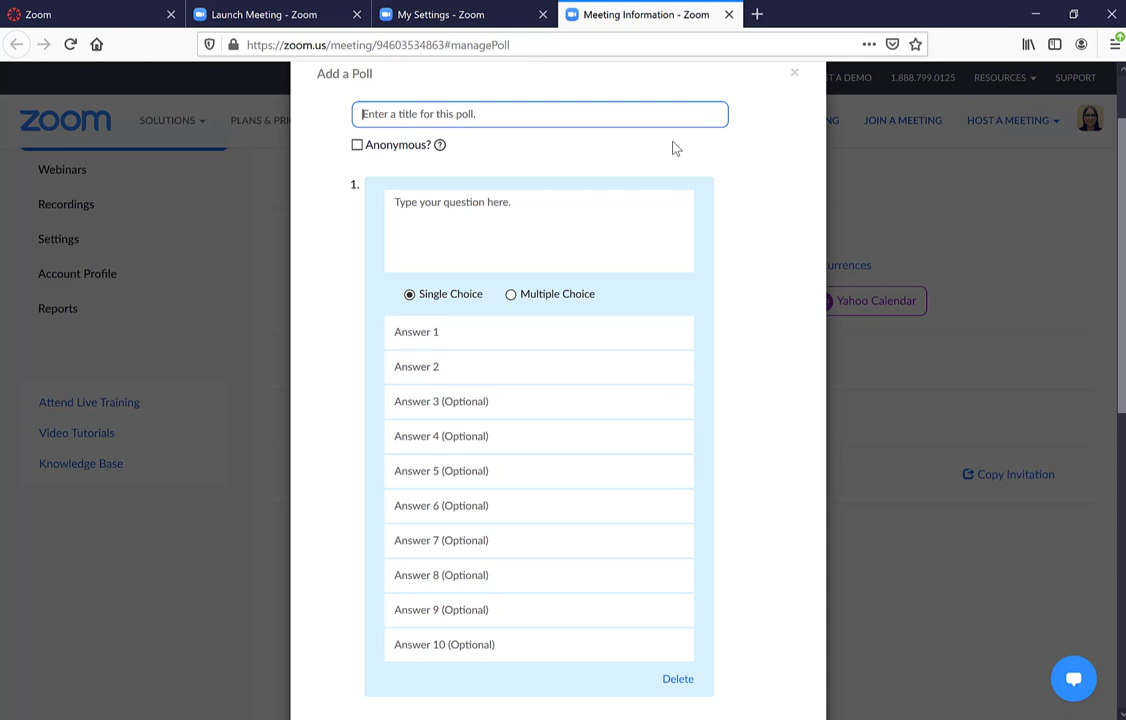 Zoom
Launch Meeting - Zoom
My Settings - Zoom
Meeting Information - Zoom
https://zoom.us/meeting/94603534863#managePoll
T A DEMO 1.888.799.0125 RESOURCES SUPPORT
zoom SOLUTIONS PLANS & PRI NG JOIN A MEETING HOST A MEETING
Webinars
Recordings
Settings
Account Profile
Reports
Attend Live Training
Video Tutorials
Knowledge Base
Add a Poll
Enter a title for this poll.
Anonymous? ?
1.
Type your question here.
Single Choice Multiple Choice
Answer 1
Answer 2
Answer 3 (Optional)
Answer 4 (Optional)
Answer 5 (Optional)
Answer 6 (Optional)
Answer 7 (Optional)
Answer 8 (Optional)
Answer 9 (Optional)
Answer 10 (Optional)
Delete
urrences
Yahoo Calendar
Copy Invitation